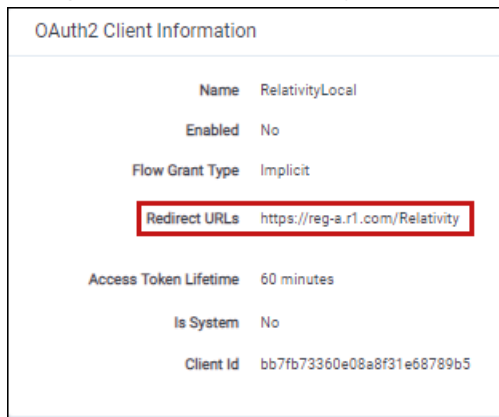 OAuth2 Client Information
Name RelativityLocal
Enabled No
Flow Grant Type Implicit
Redirect URLs https://reg-a.r1.com/Relativity
Access Token Lifetime 60 minutes
Is System No
Client Id bb7fb73360e08a8f31e68789b5